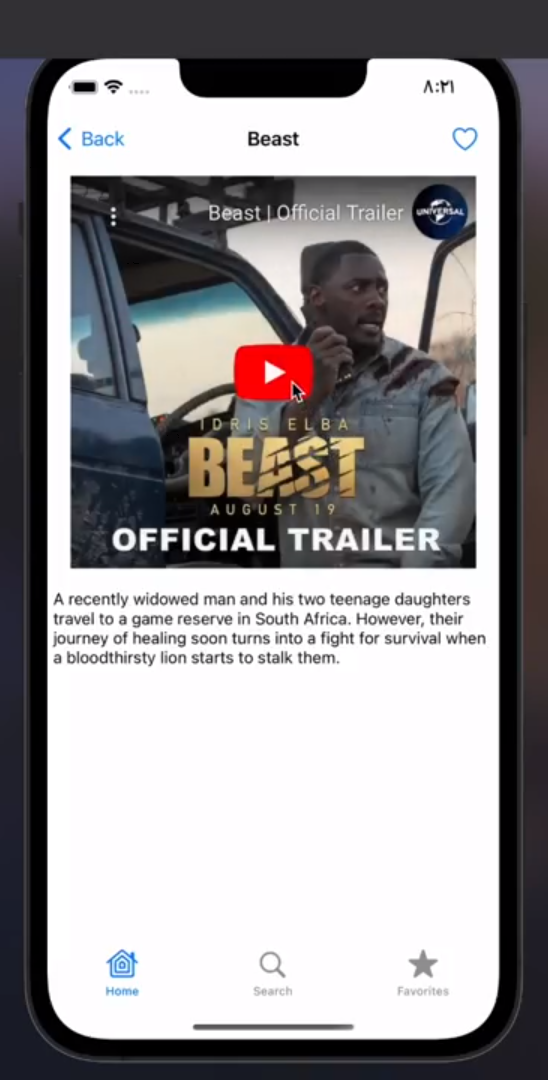 ٨:٢١
Back
Beast
Beast | Official Trailer
UNIVERSAL
IDRIS ELBA
BEAST
AUGUST 19
OFFICIAL TRAILER
A recently widowed man and his two teenage daughters
travel to a game reserve in South Africa. However, their
journey of healing soon turns into a fight for survival when
a bloodthirsty lion starts to stalk them.
Home
Search
Favorites